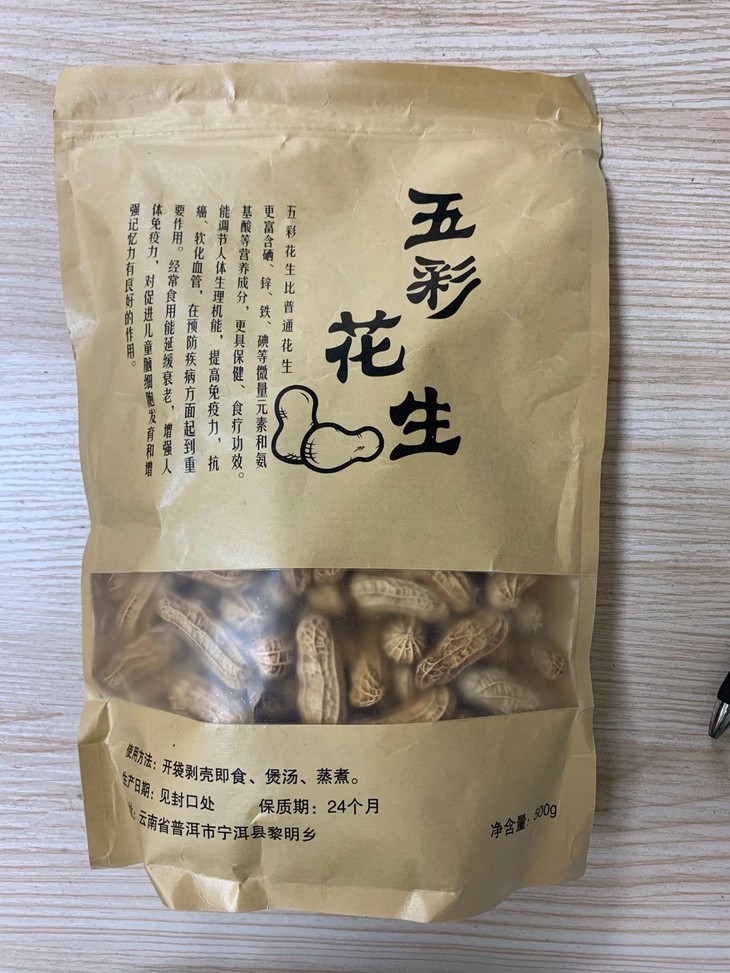 五彩花生
五彩花生比普通花生
更富含硒、锌、铁、碘等微量元素和氨
基酸等营养成分，更具保健、食疗功效。
能调节人体生理机能，提高免疫力，抗
癌、软化血管，在预防疾病方面起到重
要作用。经常食用能延缓衰老，增强人
体免疫力，对促进儿童脑细胞发育和增
强记忆力有良好的作用。
使用方法：开袋剥壳即食、煲汤、蒸煮。
生产日期：见封口处 保质期：24个月
：云南省普洱市宁洱县黎明乡
净含量：500g